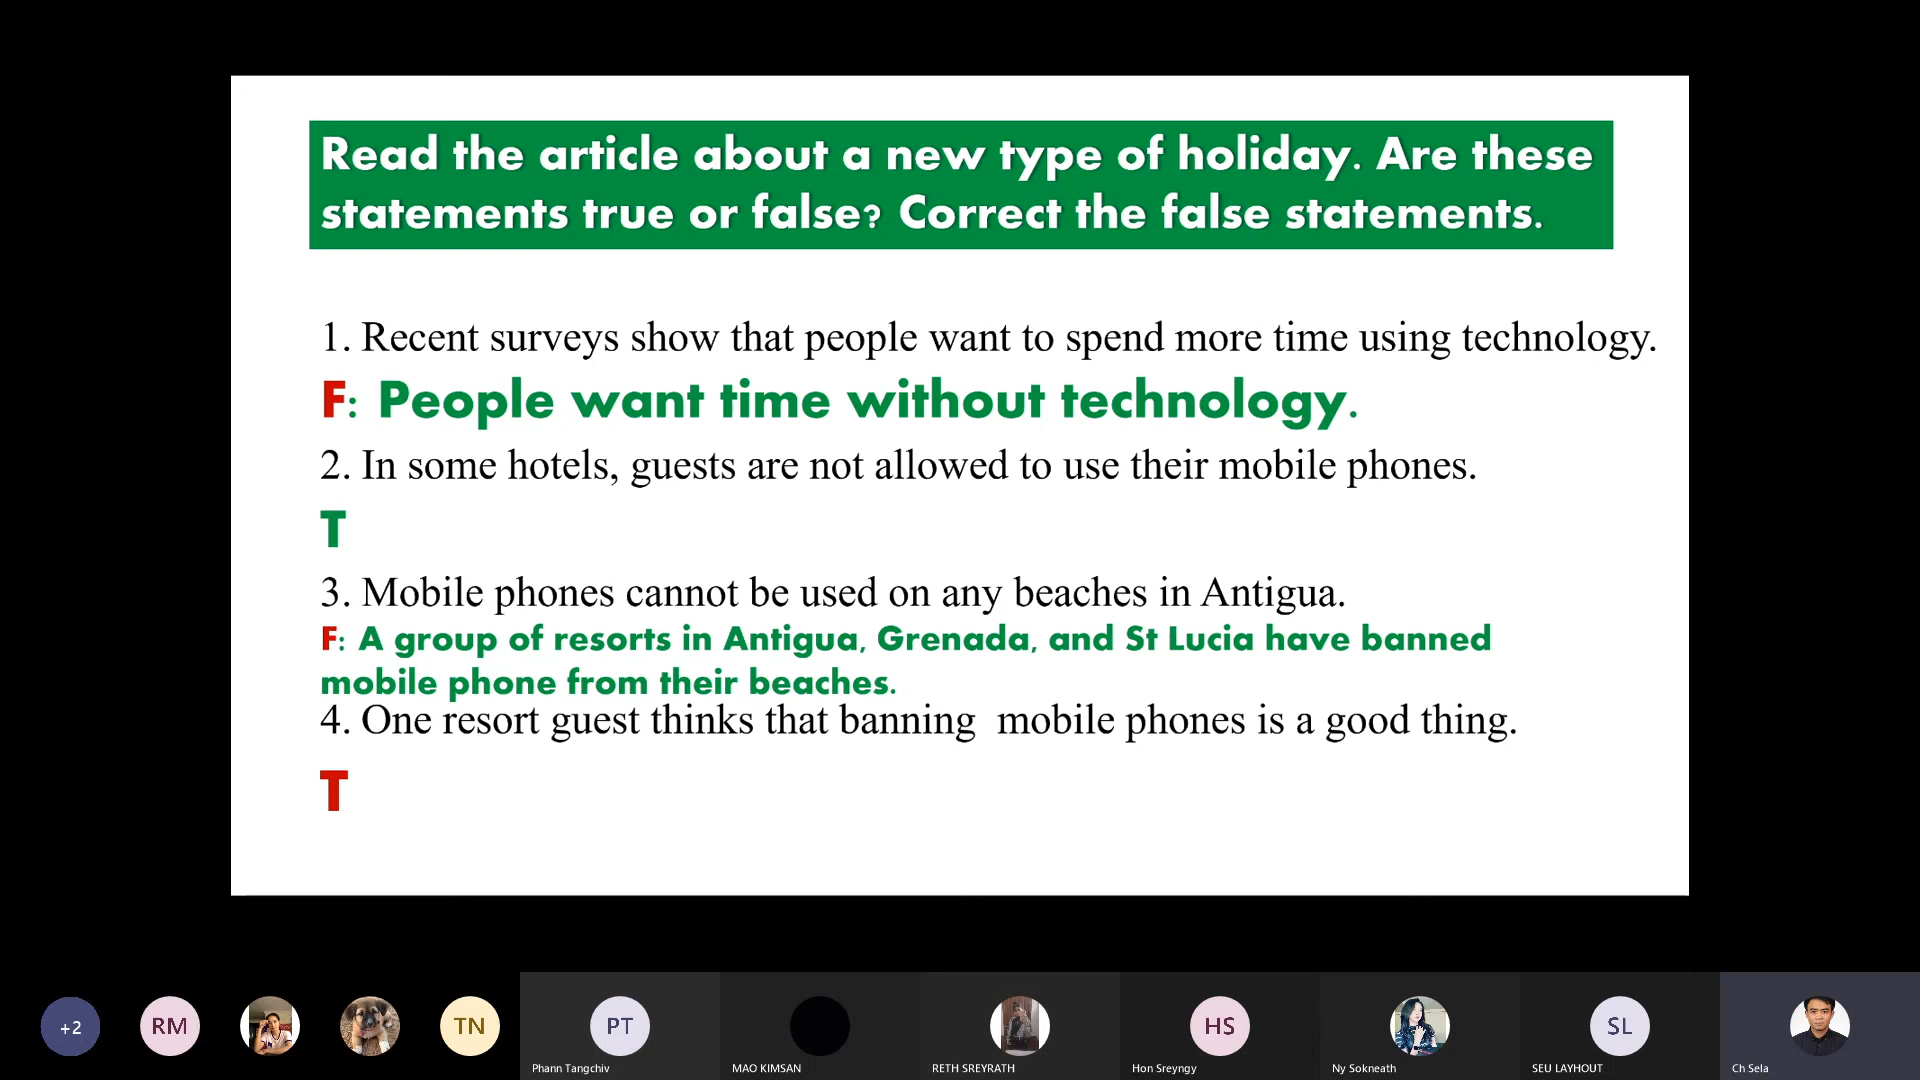 Read the article about a new type of holiday. Are these
statements true or false? Correct the false statements.
1. Recent surveys show that people want to spend more time using technology.
F: People want time without technology.
2. In some hotels, guests are not allowed to use their mobile phones.
T
3. Mobile phones cannot be used on any beaches in Antigua.
F: A group of resorts in Antigua, Grenada, and St Lucia have banned
mobile phone from their beaches.
4. One resort guest thinks that banning  mobile phones is a good thing.
T
+2
RM
TN
PT
HS
SL
Phann Tangchiv
MAO KIMSAN
RETH SREYRATH
Hon Sreyngy
Ny Sokneath
SEU LAYHOUT
Ch Sela